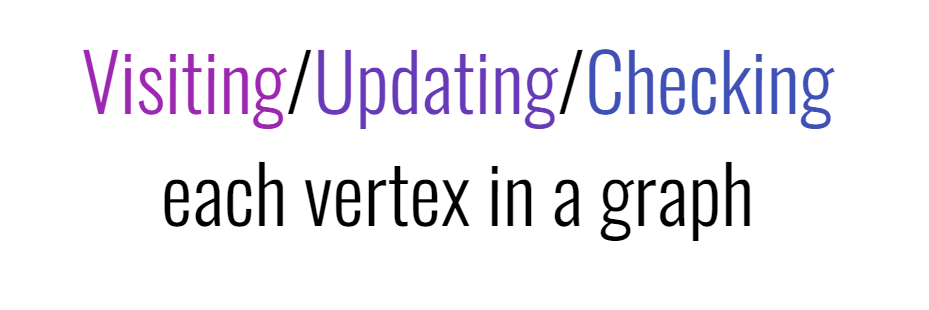 Visiting/Updating/Checking
each vertex in a graph